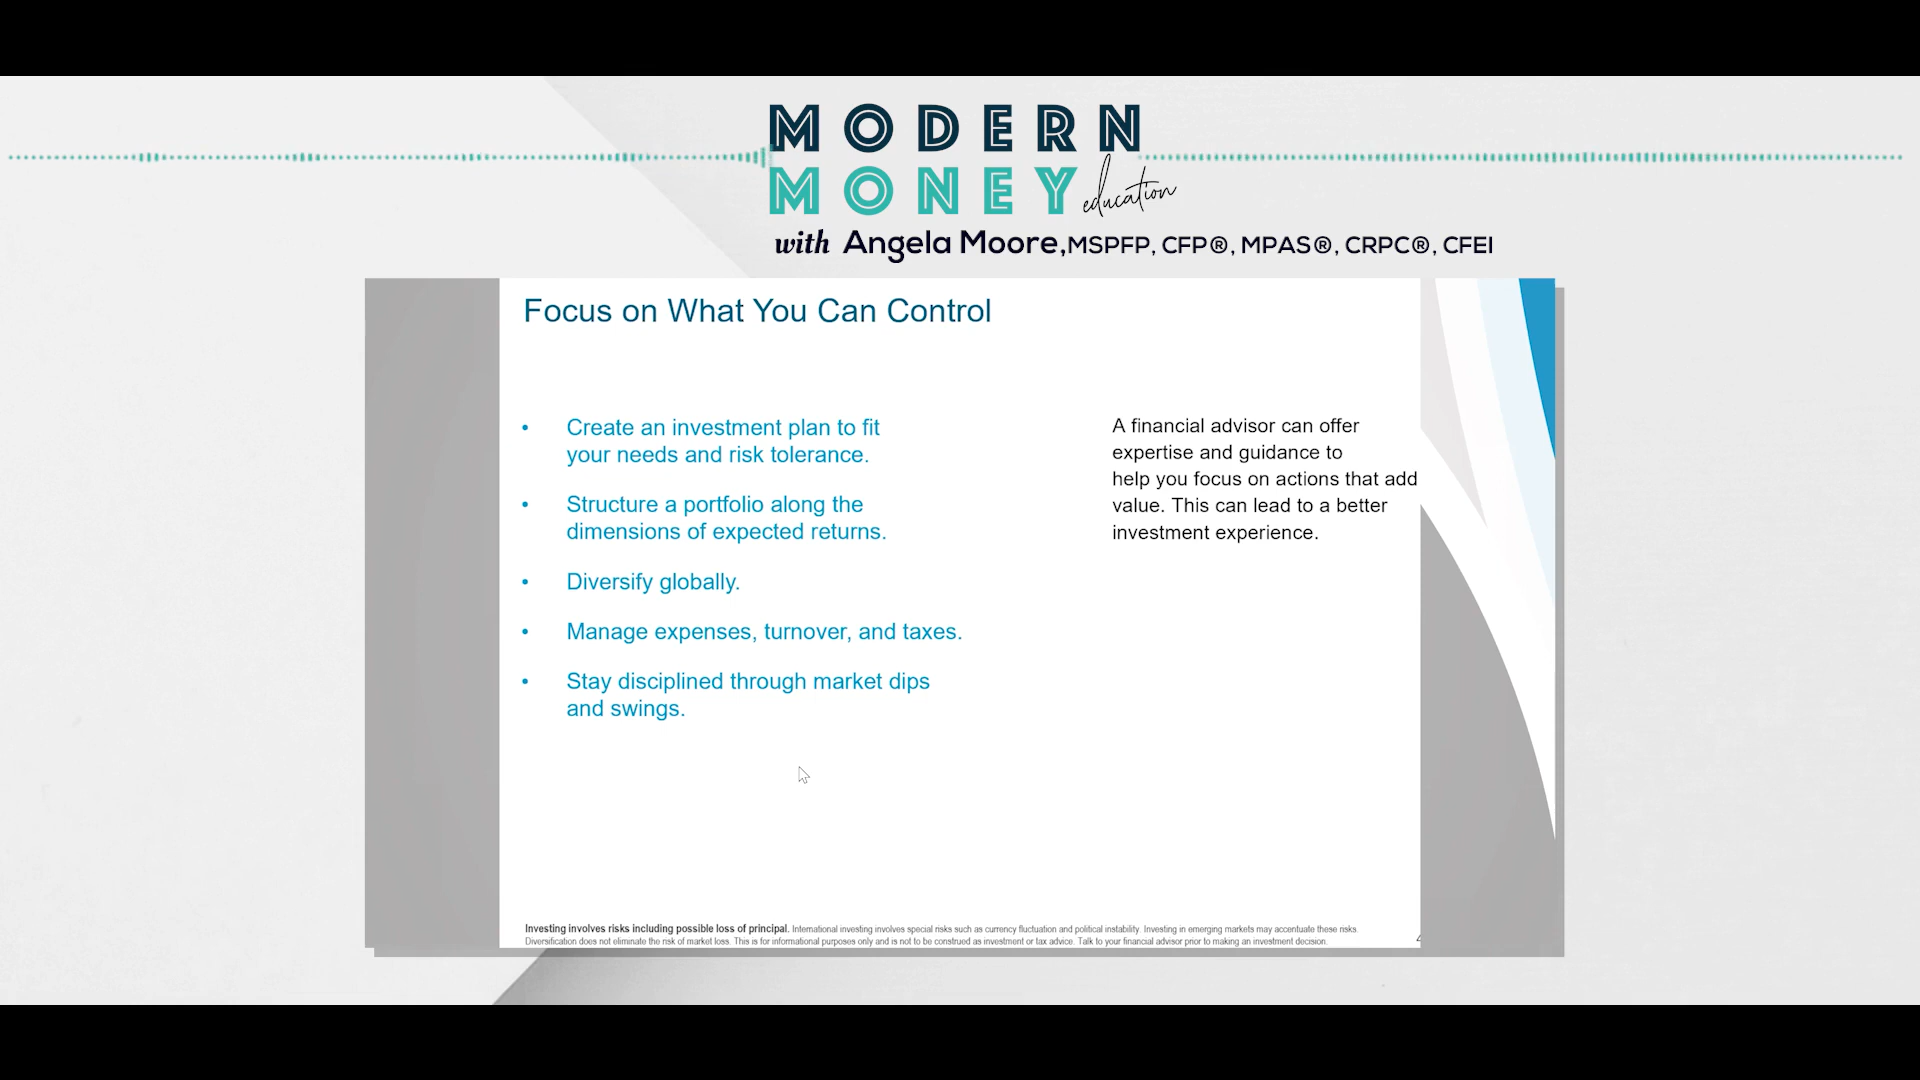 MODERN
MONEY education
with Angela Moore, MSPFP, CFP®, MPAS®, CRPC®, CFEI
Focus on What You Can Control
• Create an investment plan to fit
your needs and risk tolerance.
• Structure a portfolio along the
dimensions of expected returns.
• Diversify globally.
• Manage expenses, turnover, and taxes.
• Stay disciplined through market dips
and swings.
A financial advisor can offer
expertise and guidance to
help you focus on actions that add
value. This can lead to a better
investment experience.
Investing involves risks including possible loss of principal. International investing involves special risks such as currency fluctuation and political instability. Investing in emerging markets may accentuate these risks.
Diversification does not eliminate the risk of market loss. This is for informational purposes only and is not to be construed as investment or tax advice. Talk to your financial advisor prior to making an investment decision.